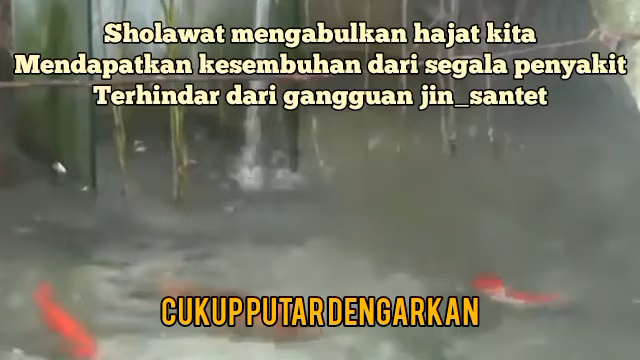 Sholawat mengabulkan hajat kita
Mendapatkan kesembuhan dari segala penyakit
Terhindar dari gangguan jin_santet
CUKUP PUTAR DENGARKAN